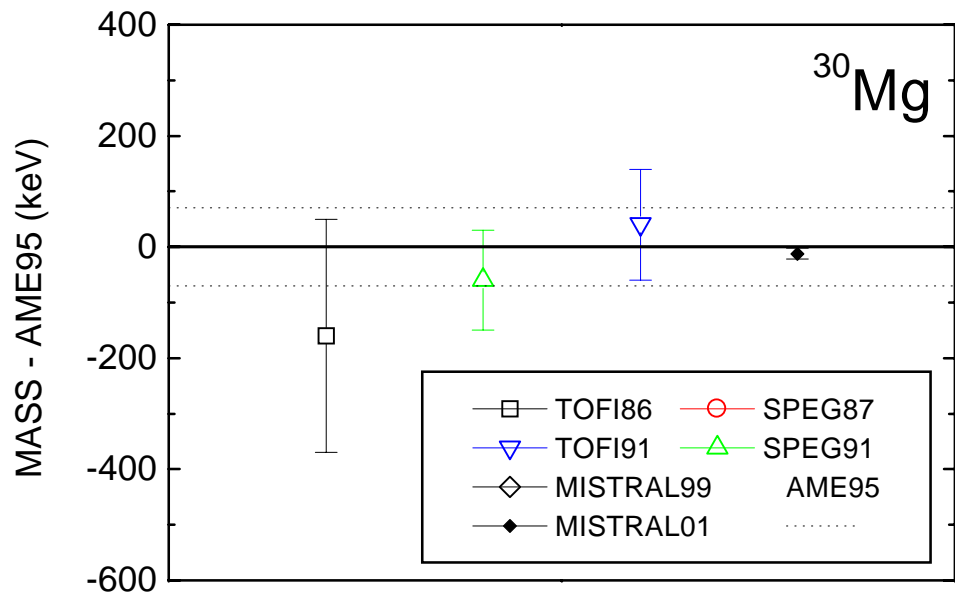 400
200
0
-200
-400
-600
MASS - AME95 (keV)
³⁰Mg
TOFI86 SPEG87
TOFI91 SPEG91
MISTRAL99 AME95
MISTRAL01